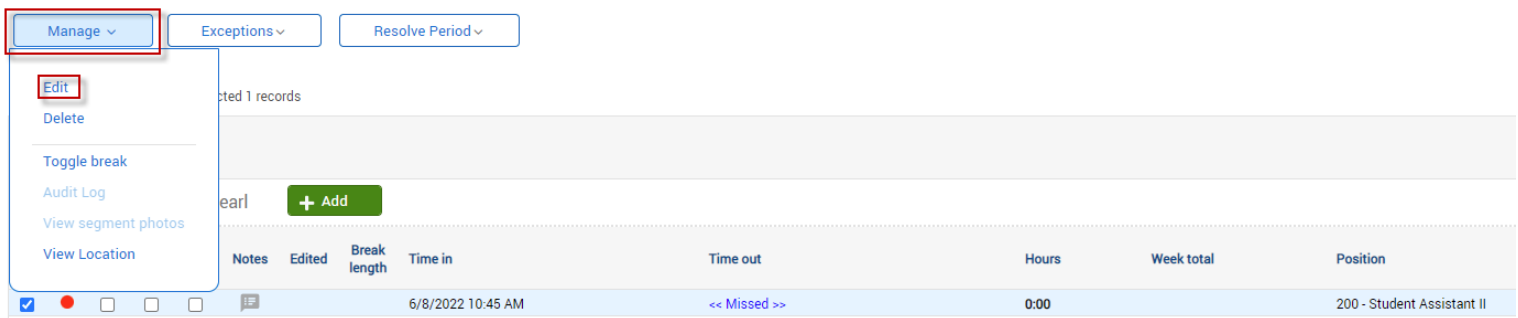 Manage Exceptions Resolve Period
Edit
cted 1 records
Delete
Toggle break
Audit Log
earl + Add
View segment photos
View Location
Notes Edited Break length Time in Time out Hours Week total Position
6/8/2022 10:45 AM << Missed >> 0:00 200 - Student Assistant II